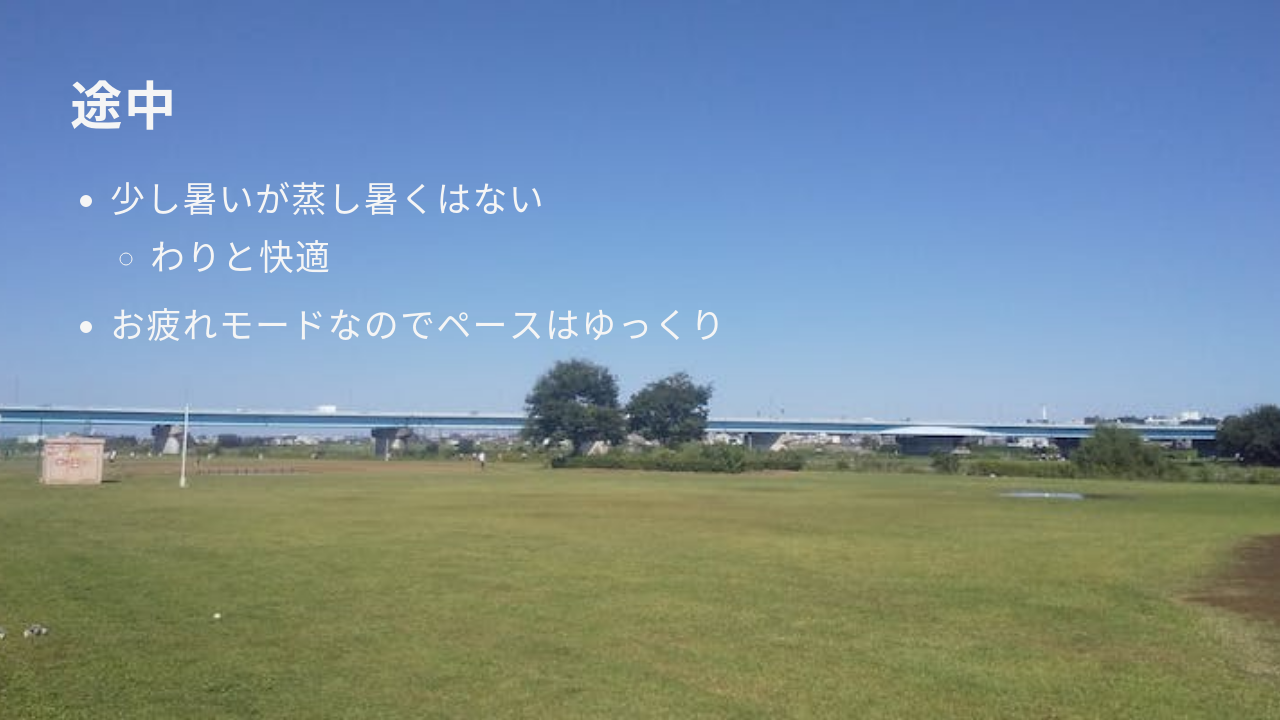 途中
少し暑いが蒸し暑くはない
わりと快適
お疲れモードなのでペースはゆっくり